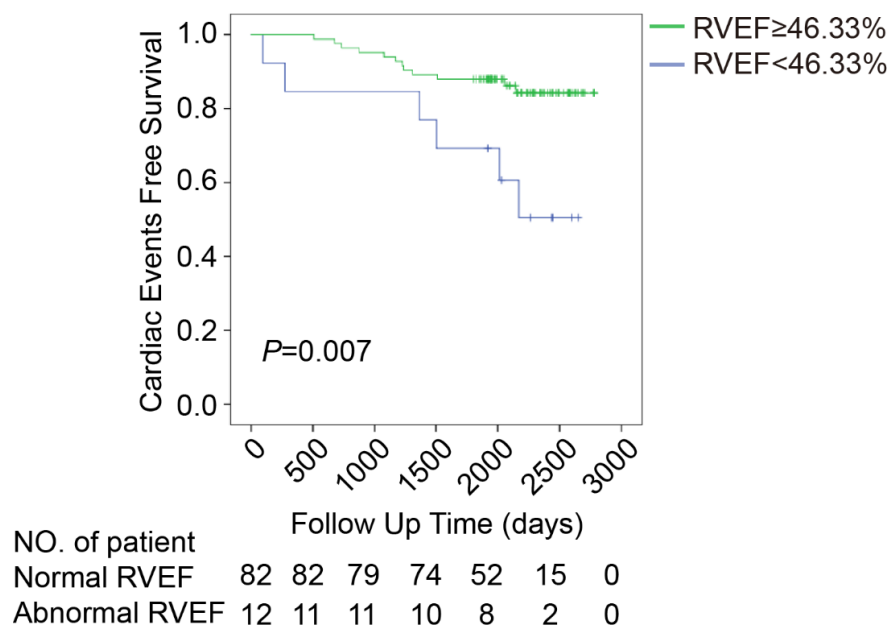 RVEF≥46.33%
RVEF<46.33%
Cardiac Events Free Survival
1.0
0.8
0.6
0.4
0.2
0.0
P=0.007
0 500 1000 1500 2000 2500 3000
Follow Up Time (days)
NO. of patient
Normal RVEF 82 82 79 74 52 15 0
Abnormal RVEF 12 11 11 10 8 2 0